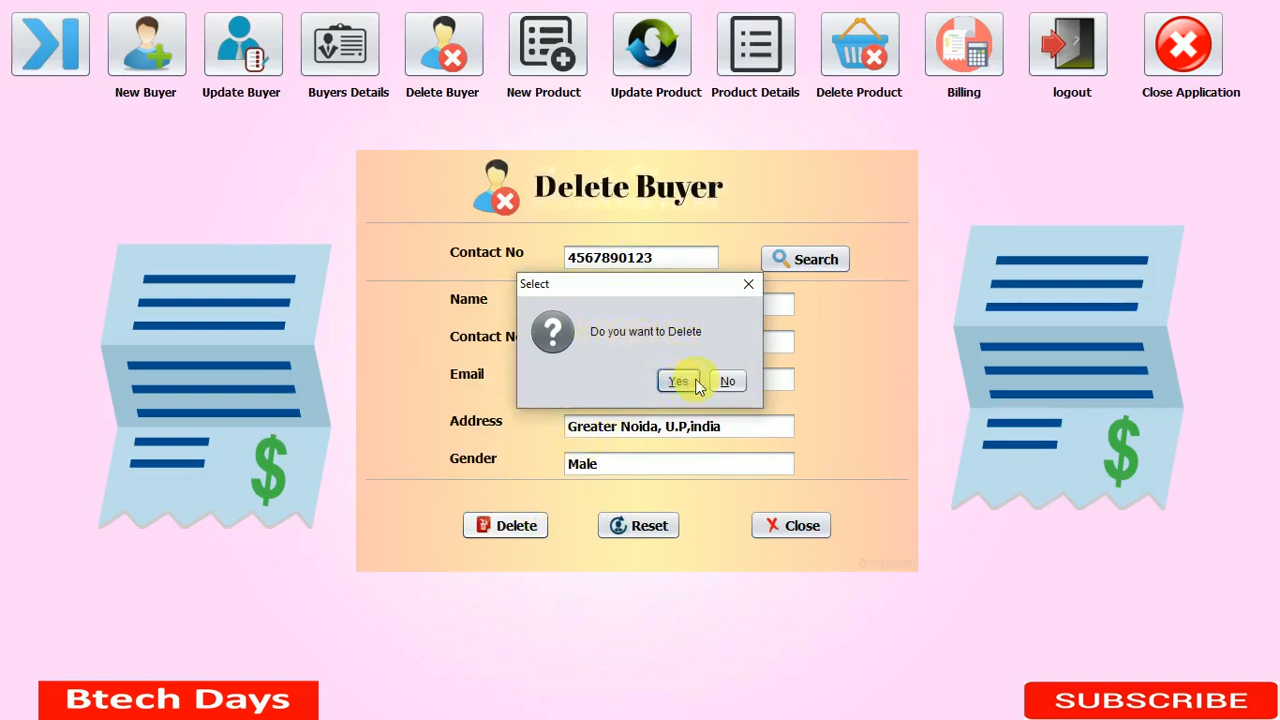 New Buyer
Update Buyer
Buyers Details
Delete Buyer
New Product
Update Product
Product Details
Delete Product
Billing
logout
Close Application
Delete Buyer
Contact No
4567890123
Search
Select
Name
Do you want to Delete
Contact N
Email
Yes
No
Address
Greater Noida, U.P,india
Gender
Male
Delete
Reset
Close
Btech Days
SUBSCRIBE